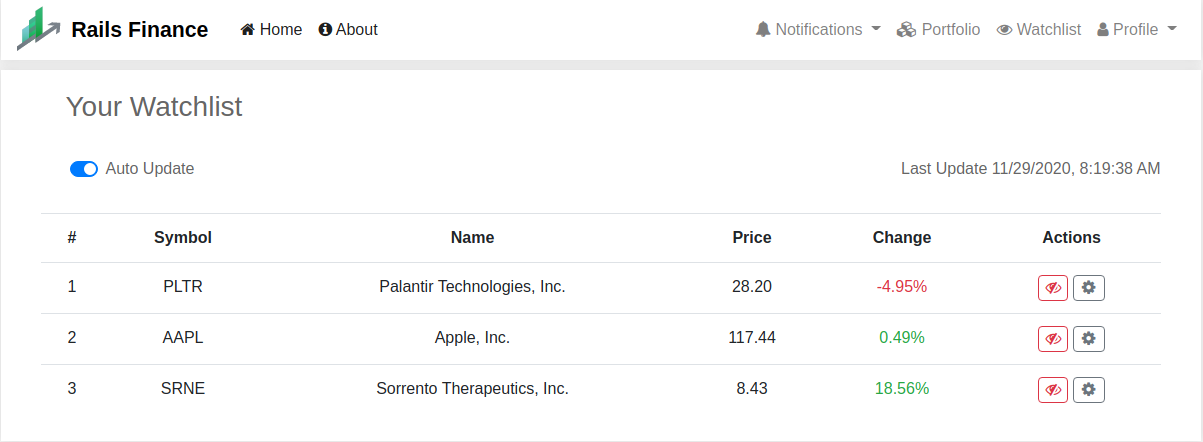 Rails Finance Home About Notifications Portfolio Watchlist Profile
Your Watchlist
Auto Update Last Update 11/29/2020, 8:19:38 AM
# Symbol Name Price Change Actions
1 PLTR Palantir Technologies, Inc. 28.20 -4.95%
2 AAPL Apple, Inc. 117.44 0.49%
3 SRNE Sorrento Therapeutics, Inc. 8.43 18.56%